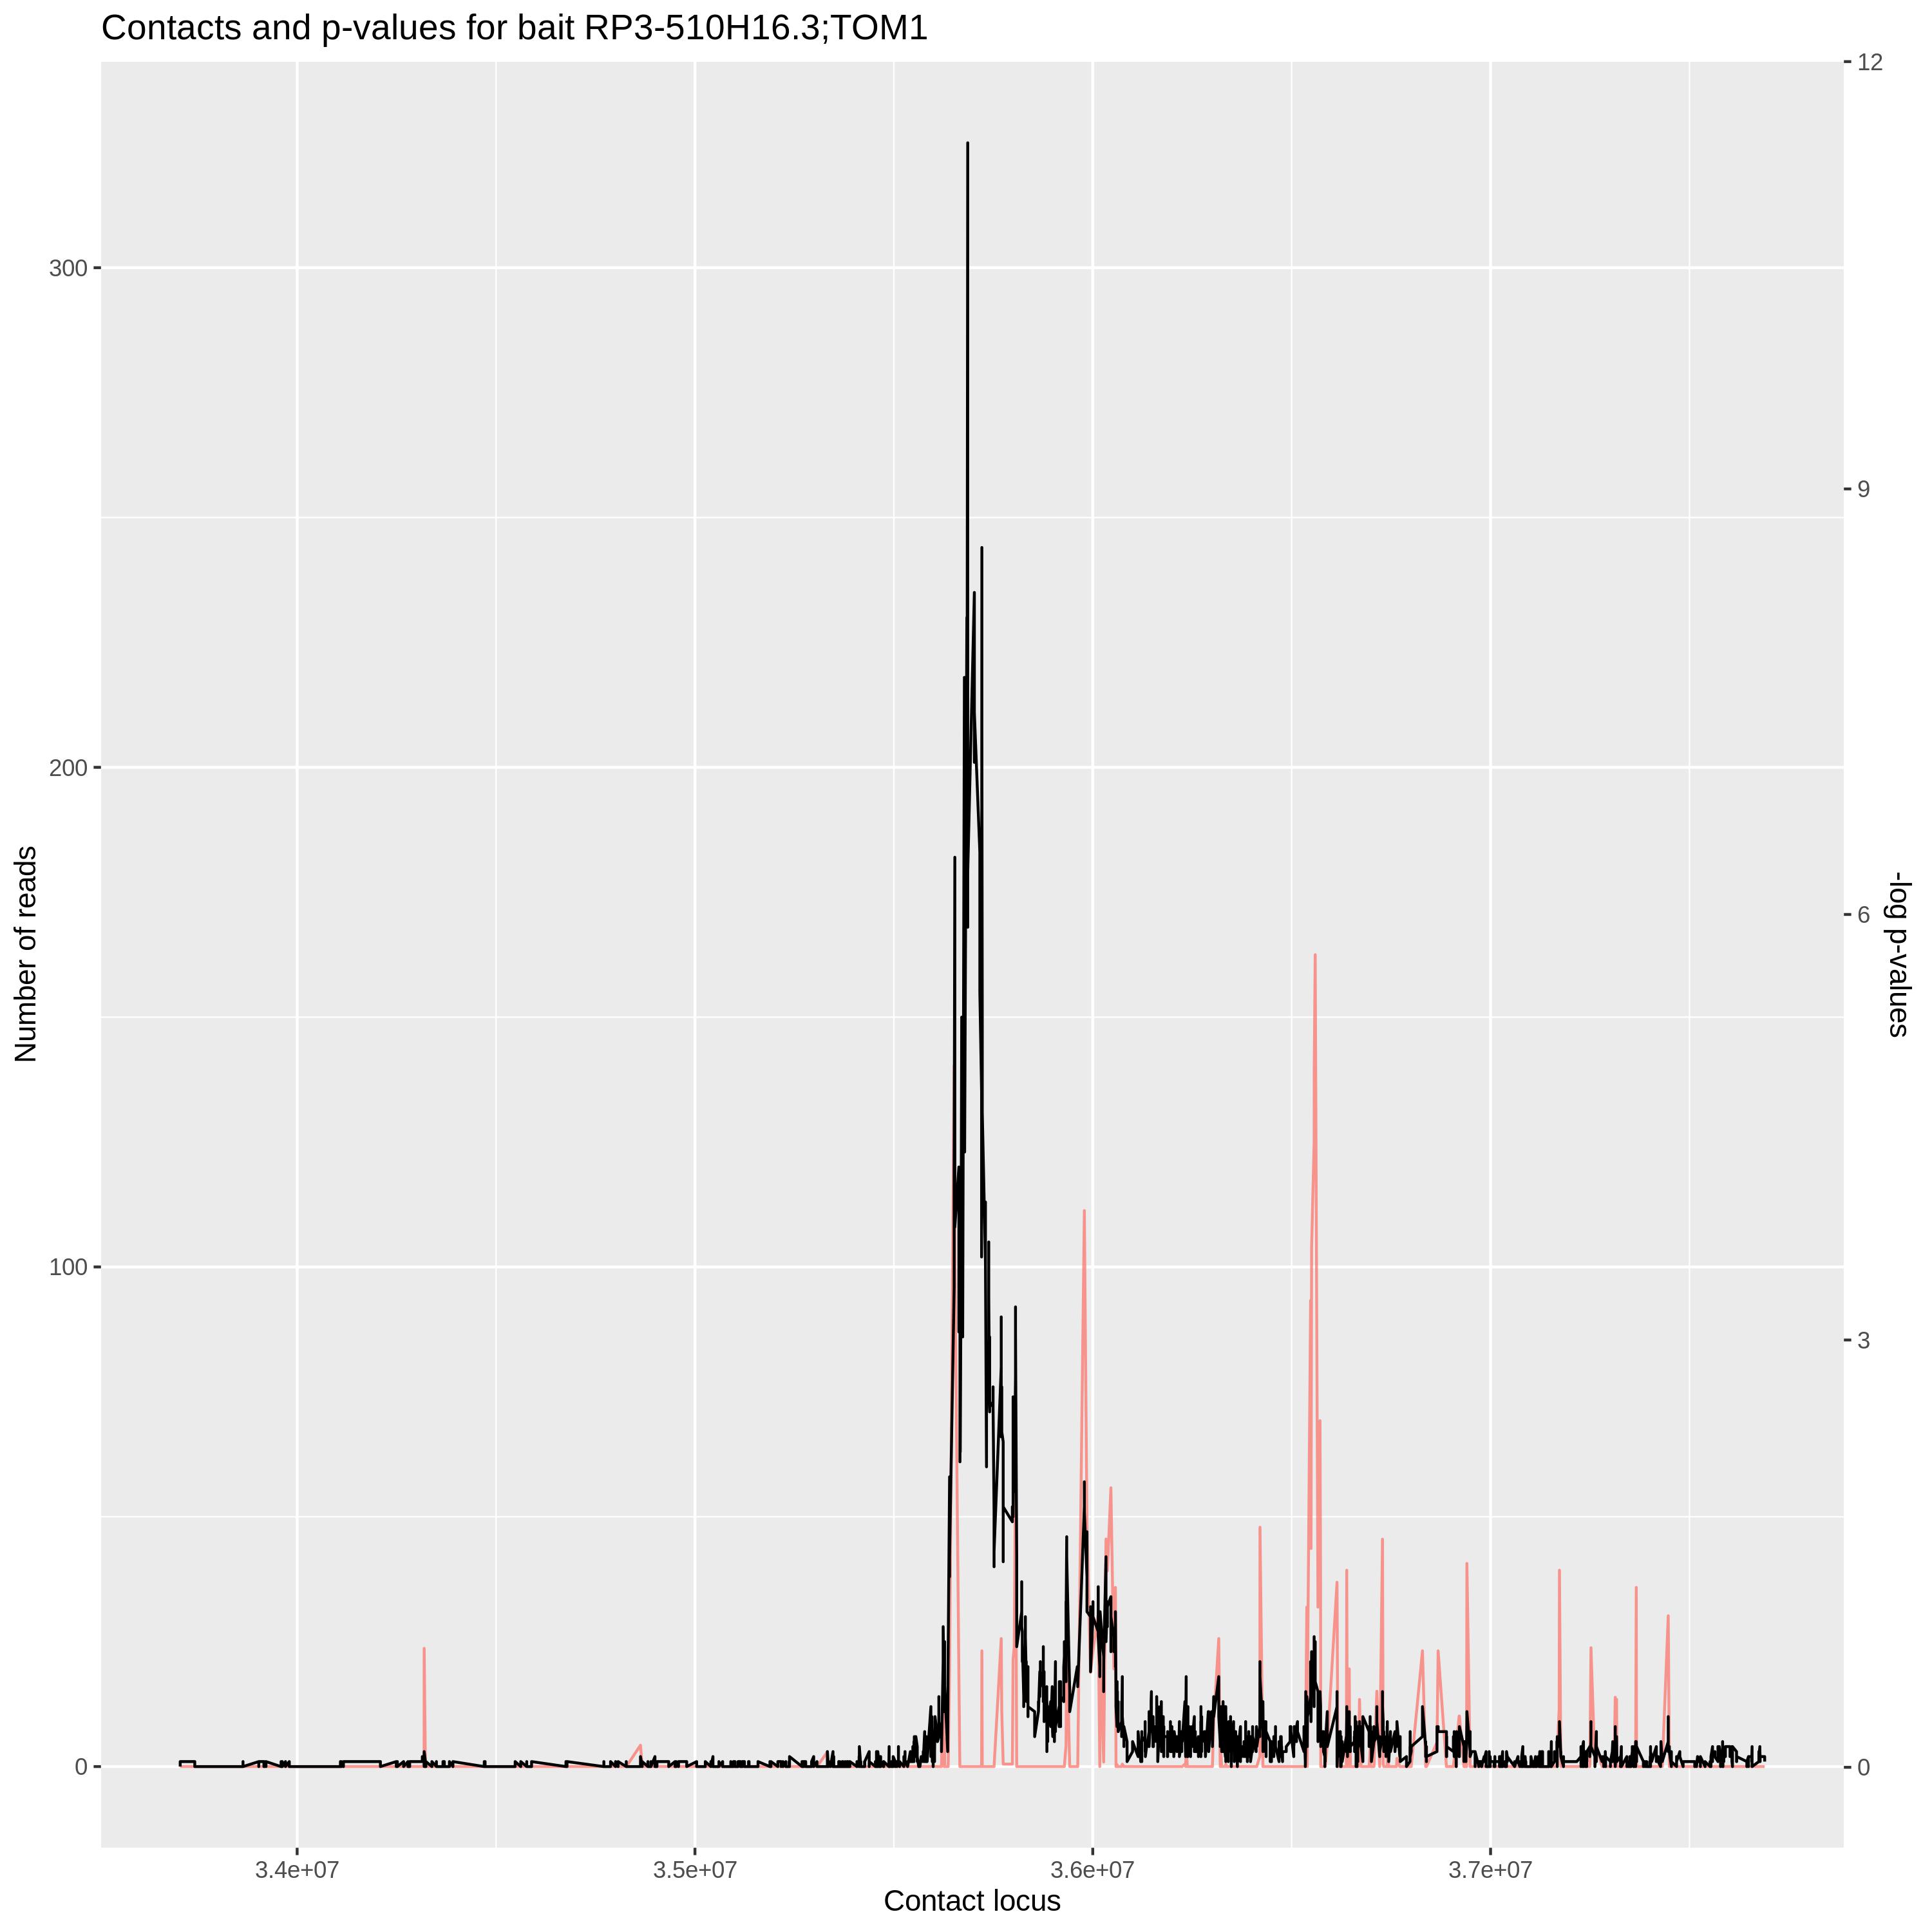 Contacts and p-values for bait RP3-510H16.3;TOM1
12
300
9
200
6
Number of reads
-log p-values
100
3
0
0
3.4e+07 3.5e+07 3.6e+07 3.7e+07
Contact locus